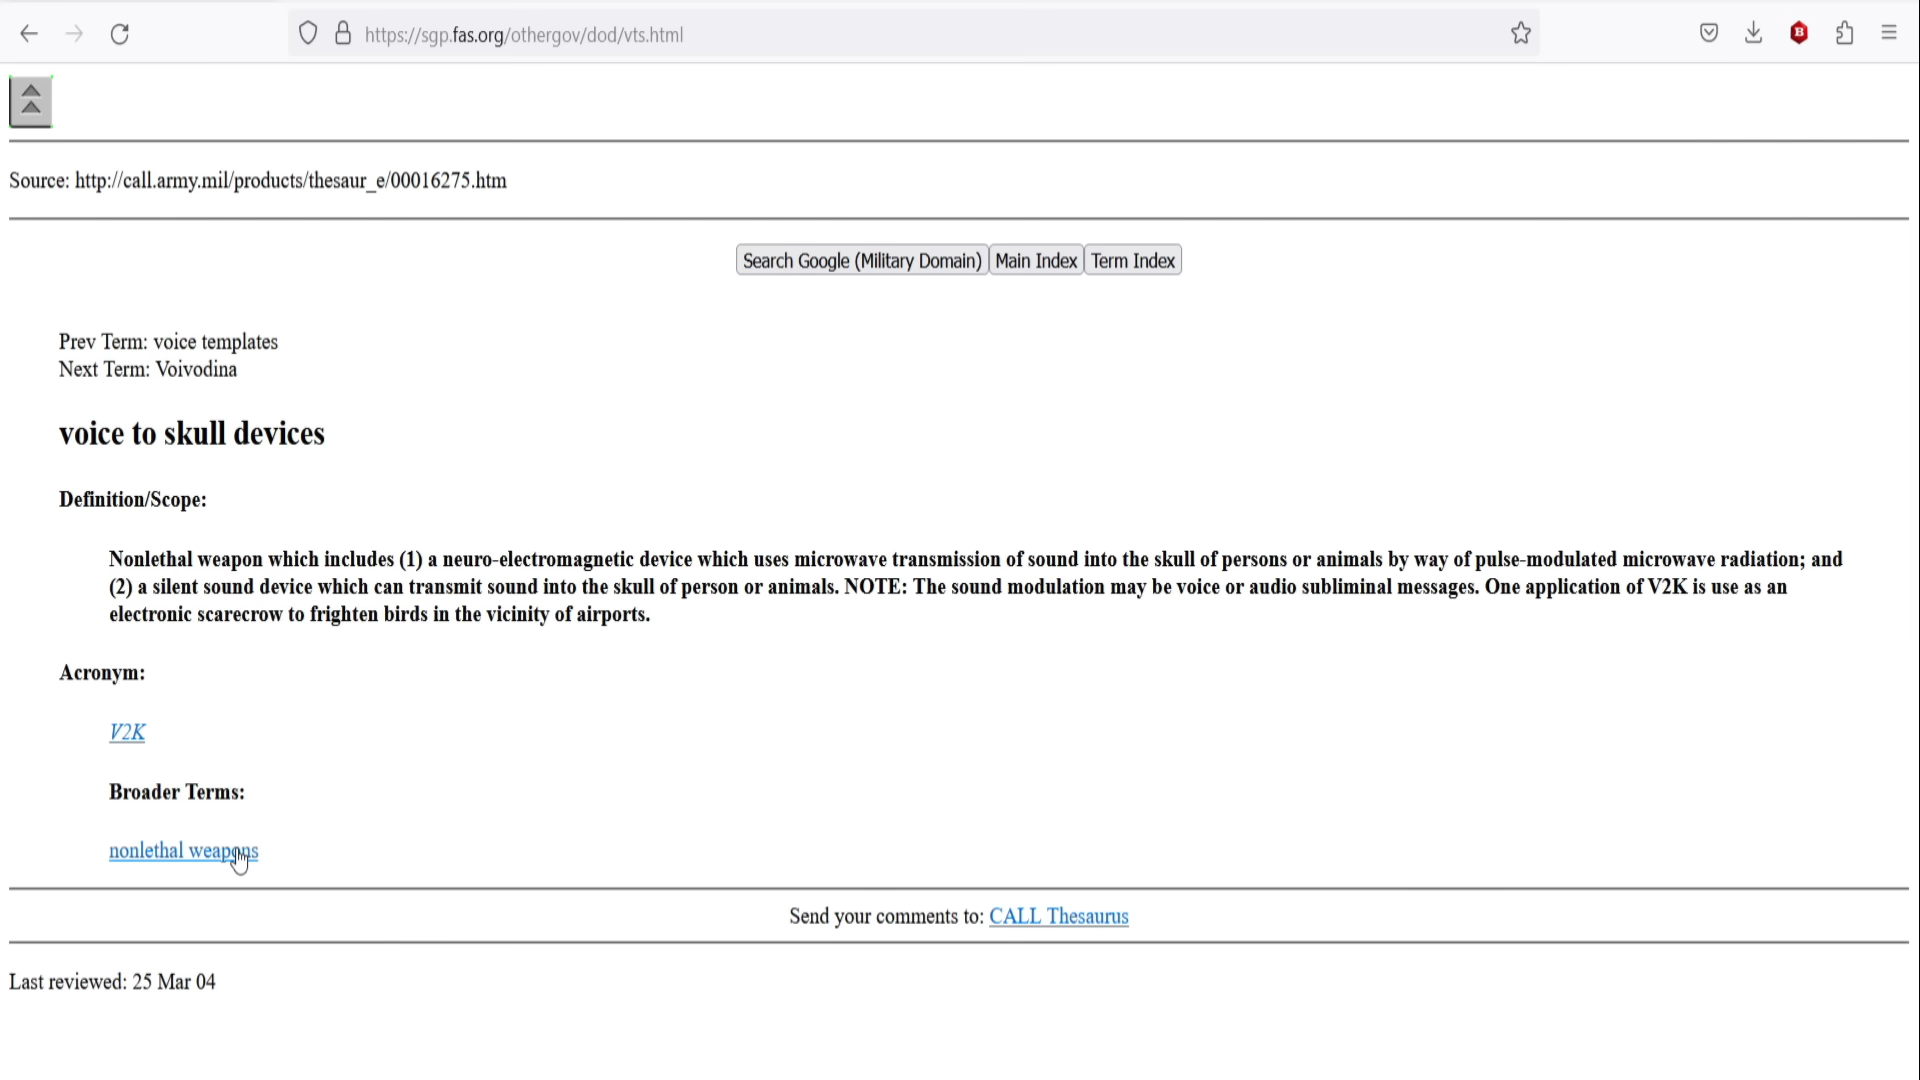 https://sgp.fas.org/othergov/dod/vts.html
Source: http://call.army.mil/products/thesaur_e/00016275.htm
Search Google (Military Domain) Main Index Term Index
Prev Term: voice templates
Next Term: Voivodina
voice to skull devices
Definition/Scope:
Nonlethal weapon which includes (1) a neuro-electromagnetic device which uses microwave transmission of sound into the skull of persons or animals by way of pulse-modulated microwave radiation; and
(2) a silent sound device which can transmit sound into the skull of person or animals. NOTE: The sound modulation may be voice or audio subliminal messages. One application of V2K is use as an
electronic scarecrow to frighten birds in the vicinity of airports.
Acronym:
V2K
Broader Terms:
nonlethal weapons
Send your comments to: CALL Thesaurus
Last reviewed: 25 Mar 04